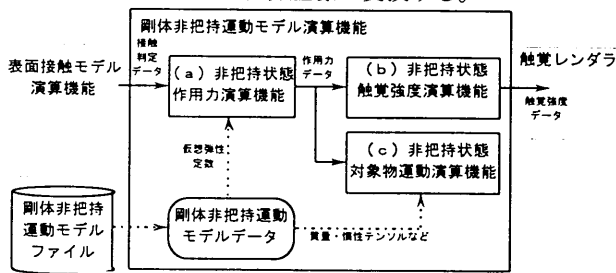 剛体非把持運動モデル演算機能
接触
判定
データ
作用力
データ
表面接触モデル
演算機能
(a)非把持状態
作用力演算機能
(b)非把持状態
触覚強度演算機能
触覚レンダラ
触覚強度
データ
仮想弾性
定数
(c)非把持状態
対象物運動演算機能
剛体非把持
運動モデル
ファイル
剛体非把持運動
モデルデータ
質量・慣性テンソルなど